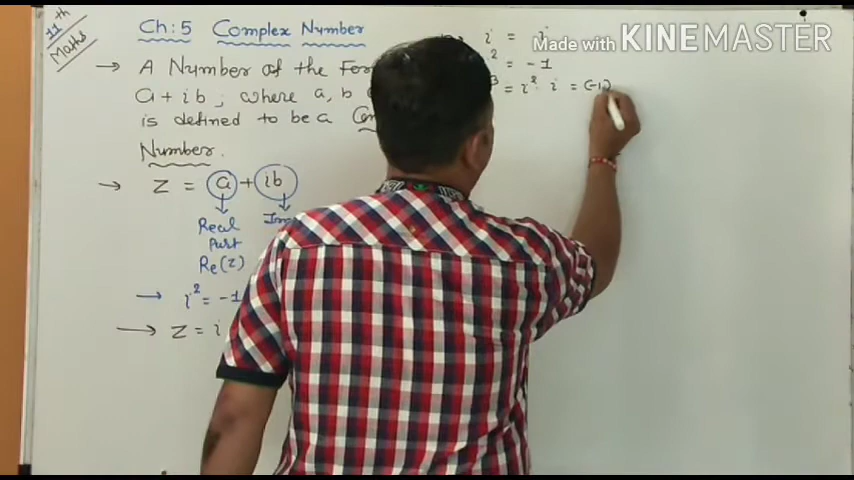 11th
Maths
Ch:5 Complex Number
→ A Number of the For
a + ib ; where a, b
is defined to be a
Number.
→ Z = a + ib
Real
Part
Re(z)
→ i² = -1
→ Z = i
i = i
² = -1
³ = i² · i = (-1)
Made with KINEMASTER